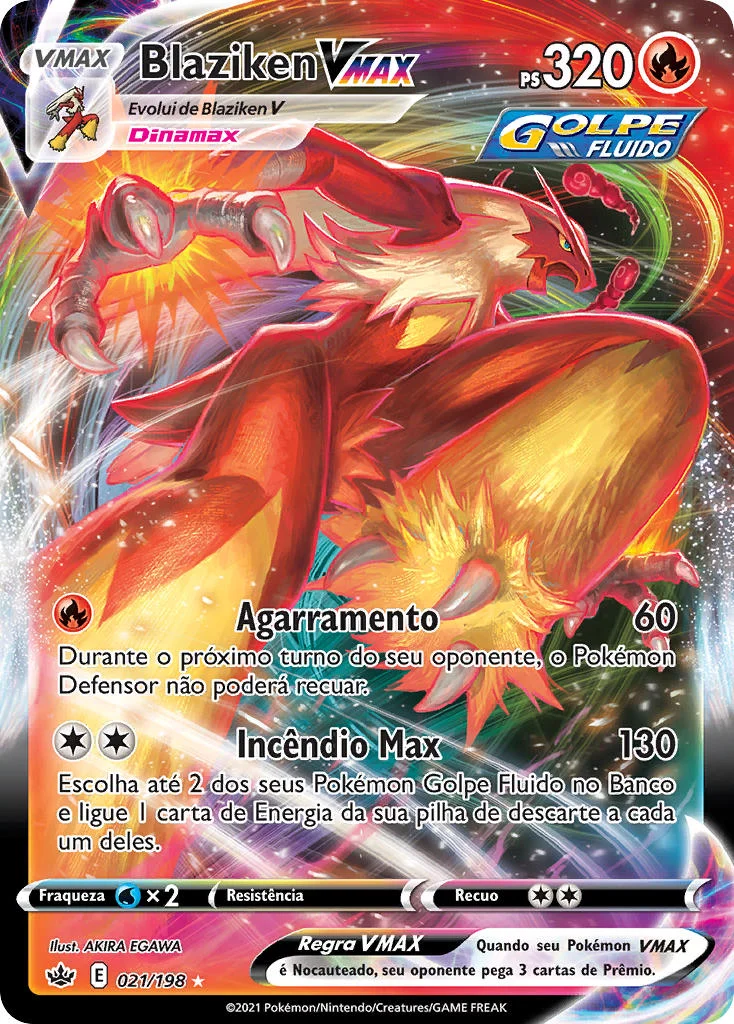 VMAX
Blaziken VMAX
PS 320
Evolui de Blaziken V
Dinamax
GOLPE
FLUIDO
Agarramento 60
Durante o próximo turno do seu oponente, o Pokémon
Defensor não poderá recuar.
Incêndio Max 130
Escolha até 2 dos seus Pokémon Golpe Fluido no Banco
e ligue 1 carta de Energia da sua pilha de descarte a cada
um deles.
Fraqueza ×2 Resistência Recuo
Ilust. AKIRA EGAWA
Regra VMAX Quando seu Pokémon VMAX
é Nocauteado, seu oponente pega 3 cartas de Prêmio.
E 021/198
©2021 Pokémon/Nintendo/Creatures/GAME FREAK